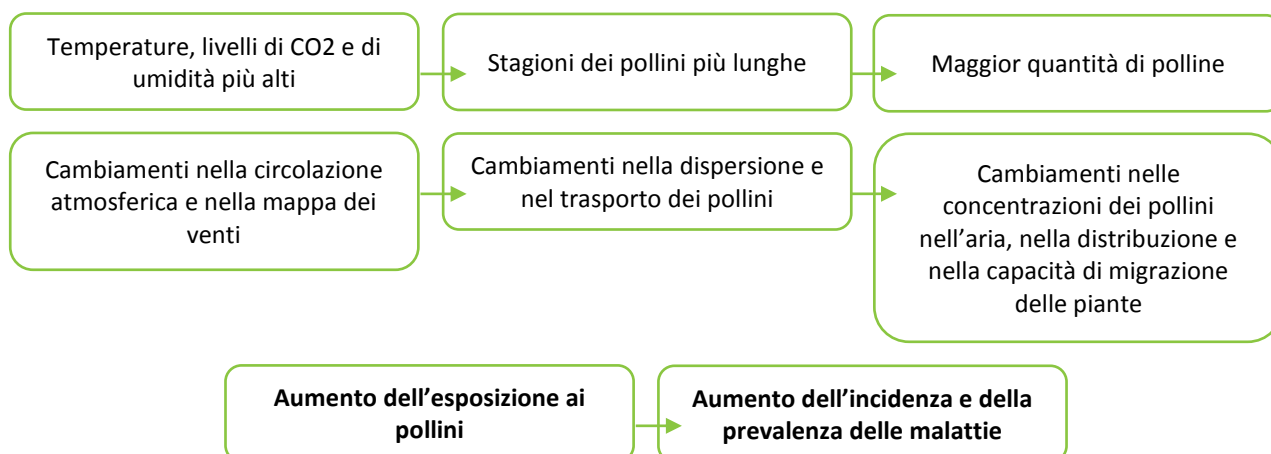 Temperature, livelli di CO2 e di
umidità più alti
Stagioni dei pollini più lunghe
Maggior quantità di polline
Cambiamenti nella circolazione
atmosferica e nella mappa dei
venti
Cambiamenti nella dispersione e
nel trasporto dei pollini
Cambiamenti nelle
concentrazioni dei pollini
nell’aria, nella distribuzione e
nella capacità di migrazione
delle piante
Aumento dell’esposizione ai
pollini
Aumento dell’incidenza e della
prevalenza delle malattie